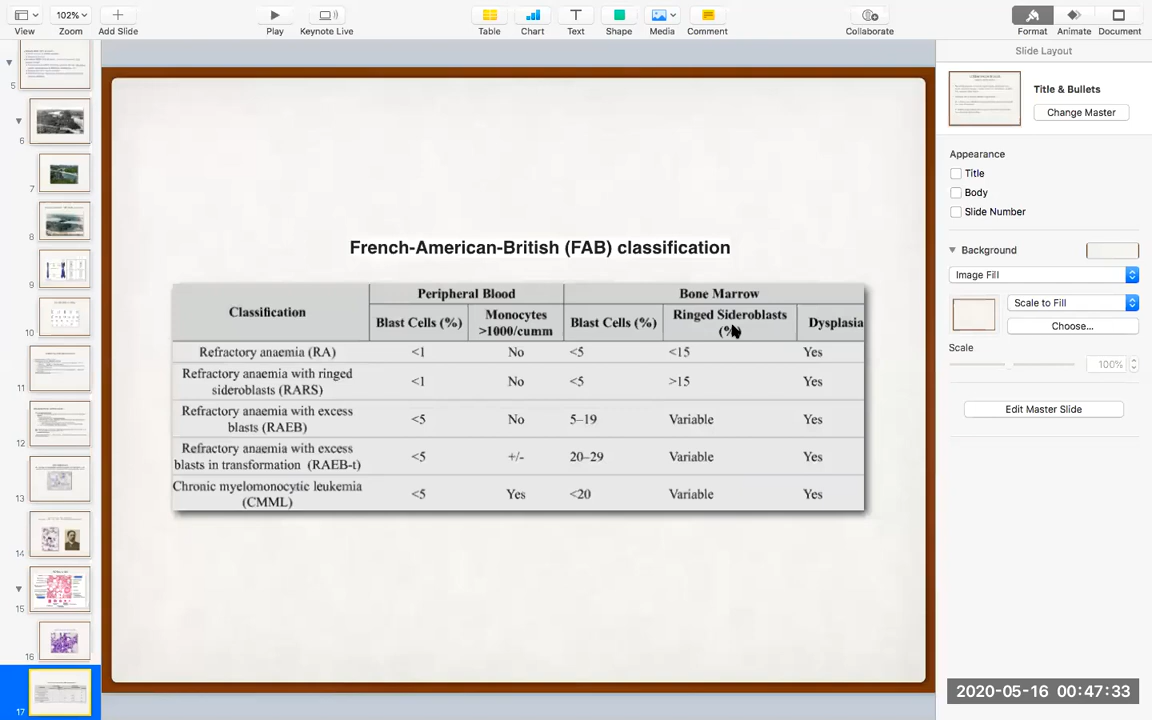 View
102%
Zoom
Add Slide
Play
Keynote Live
Table
Chart
Text
Shape
Media
Comment
Collaborate
Format
Animate
Document
5
6
7
8
9
10
11
12
13
14
15
16
17
French-American-British (FAB) classification
Classification
Peripheral Blood
Bone Marrow
Blast Cells (%)
Monocytes
>1000/cumm
Blast Cells (%)
Ringed Sideroblasts
(%)
Dysplasia
Refractory anaemia (RA) <1 No <5 <15 Yes
Refractory anaemia with ringed
sideroblasts (RARS) <1 No <5 >15 Yes
Refractory anaemia with excess
blasts (RAEB) <5 No 5–19 Variable Yes
Refractory anaemia with excess
blasts in transformation (RAEB-t) <5 +/- 20–29 Variable Yes
Chronic myelomonocytic leukemia
(CMML) <5 Yes <20 Variable Yes
Slide Layout
Title & Bullets
Change Master
Appearance
Title
Body
Slide Number
Background
Image Fill
Scale to Fill
Choose...
Scale
100%
Edit Master Slide
2020-05-16 00:47:33